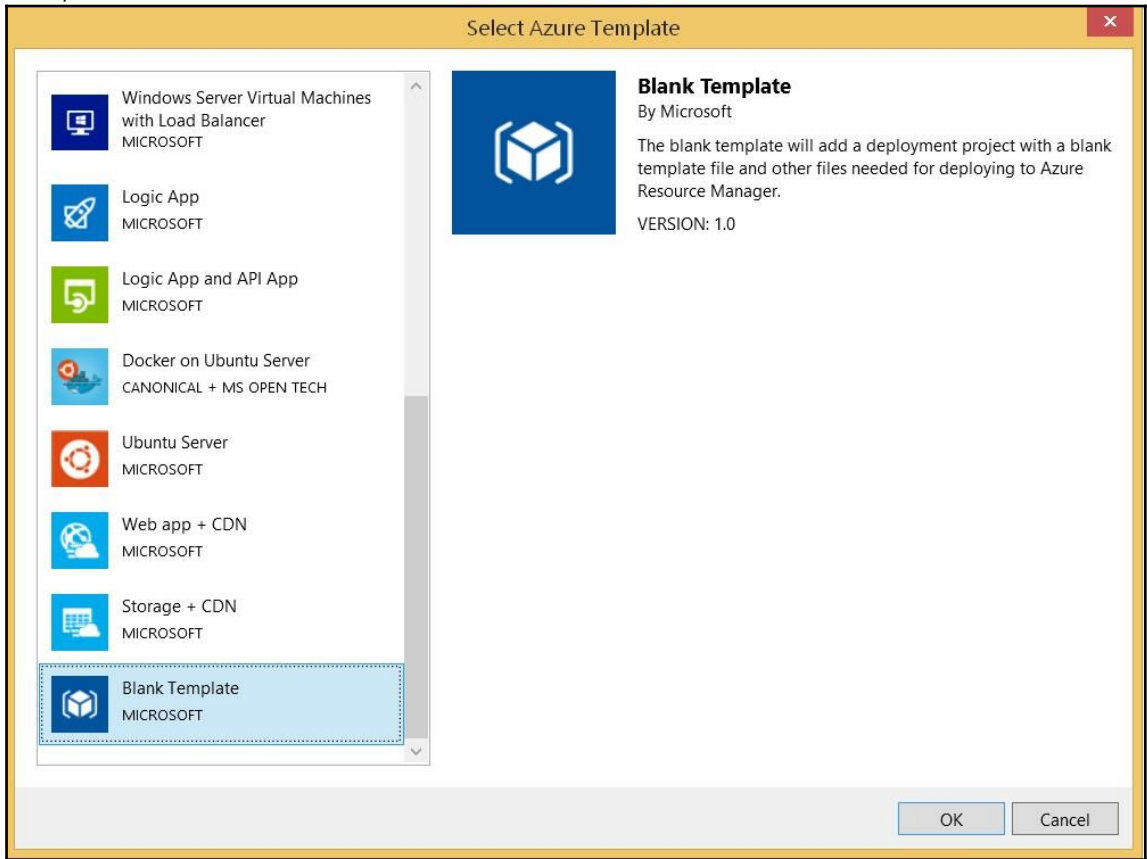 Select Azure Template
Windows Server Virtual Machines
with Load Balancer
MICROSOFT
Logic App
MICROSOFT
Logic App and API App
MICROSOFT
Docker on Ubuntu Server
CANONICAL + MS OPEN TECH
Ubuntu Server
MICROSOFT
Web app + CDN
MICROSOFT
Storage + CDN
MICROSOFT
Blank Template
MICROSOFT
Blank Template
By Microsoft
The blank template will add a deployment project with a blank
template file and other files needed for deploying to Azure
Resource Manager.
VERSION: 1.0
OK
Cancel